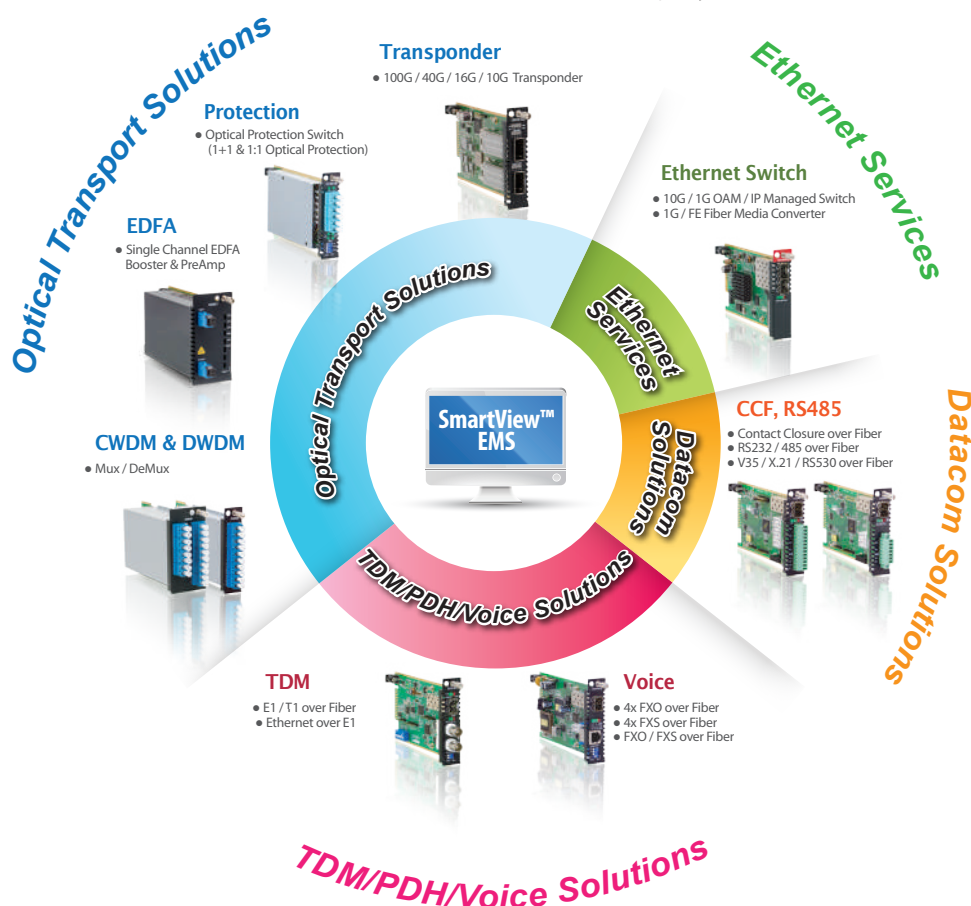 Optical Transport Solutions
Transponder
● 100G / 40G / 16G / 10G Transponder
Protection
● Optical Protection Switch
(1+1 & 1:1 Optical Protection)
EDFA
● Single Channel EDFA
Booster & PreAmp
CWDM & DWDM
● Mux / DeMux
Ethernet Services
Ethernet Switch
● 10G / 1G OAM / IP Managed Switch
● 1G / FE Fiber Media Converter
Optical Transport Solutions
Ethernet
Services
SmartView™
EMS
Datacom
Solutions
TDM/PDH/Voice Solutions
CCF, RS485
● Contact Closure over Fiber
● RS232 / 485 over Fiber
● V35 / X.21 / RS530 over Fiber
Datacom Solutions
TDM
● E1 / T1 over Fiber
● Ethernet over E1
Voice
● 4x FXO over Fiber
● 4x FXS over Fiber
● FXO / FXS over Fiber
TDM/PDH/Voice Solutions